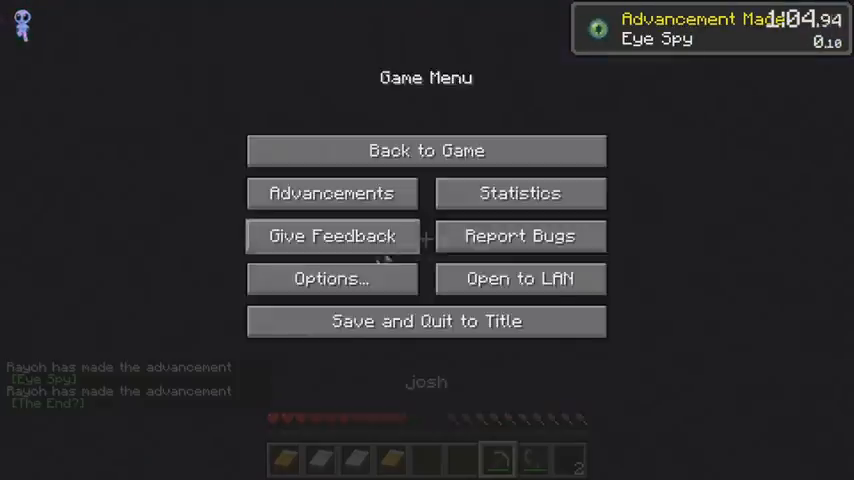 Advancement Made
1:04.94
Eye Spy
0.10
Game Menu
Back to Game
Advancements
Statistics
Give Feedback
Report Bugs
Options...
Open to LAN
Save and Quit to Title
Rayoh has made the advancement
[Eye Spy]
Rayoh has made the advancement
[The End?]
josh
2